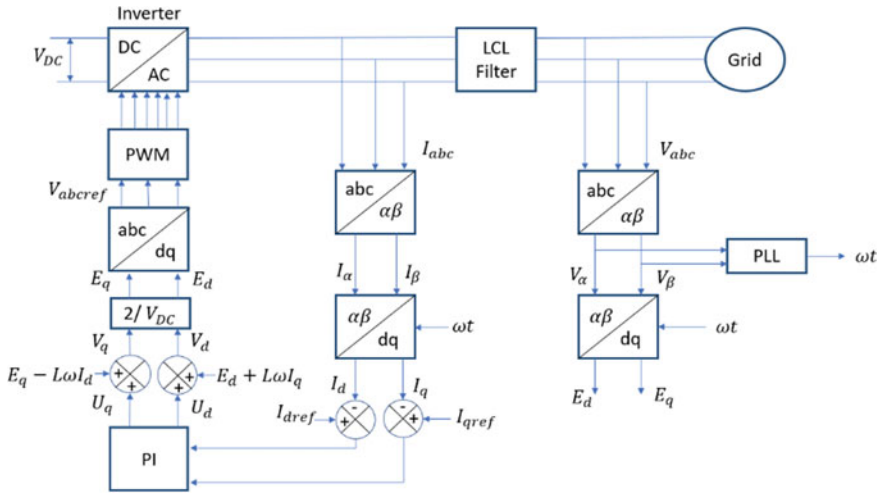 Inverter
V_DC
DC
AC
LCL
Filter
Grid
PWM
I_abc
V_abc
V_abcref
abc
αβ
abc
αβ
abc
dq
PLL
ωt
I_α
I_β
V_α
V_β
E_q
E_d
2/ V_DC
αβ
dq
ωt
αβ
dq
ωt
V_q
V_d
E_q − LωI_d
+
+
+
+
E_d + LωI_q
I_d
I_q
E_d
E_q
U_q
U_d
I_dref
+
-
-
+
I_qref
PI